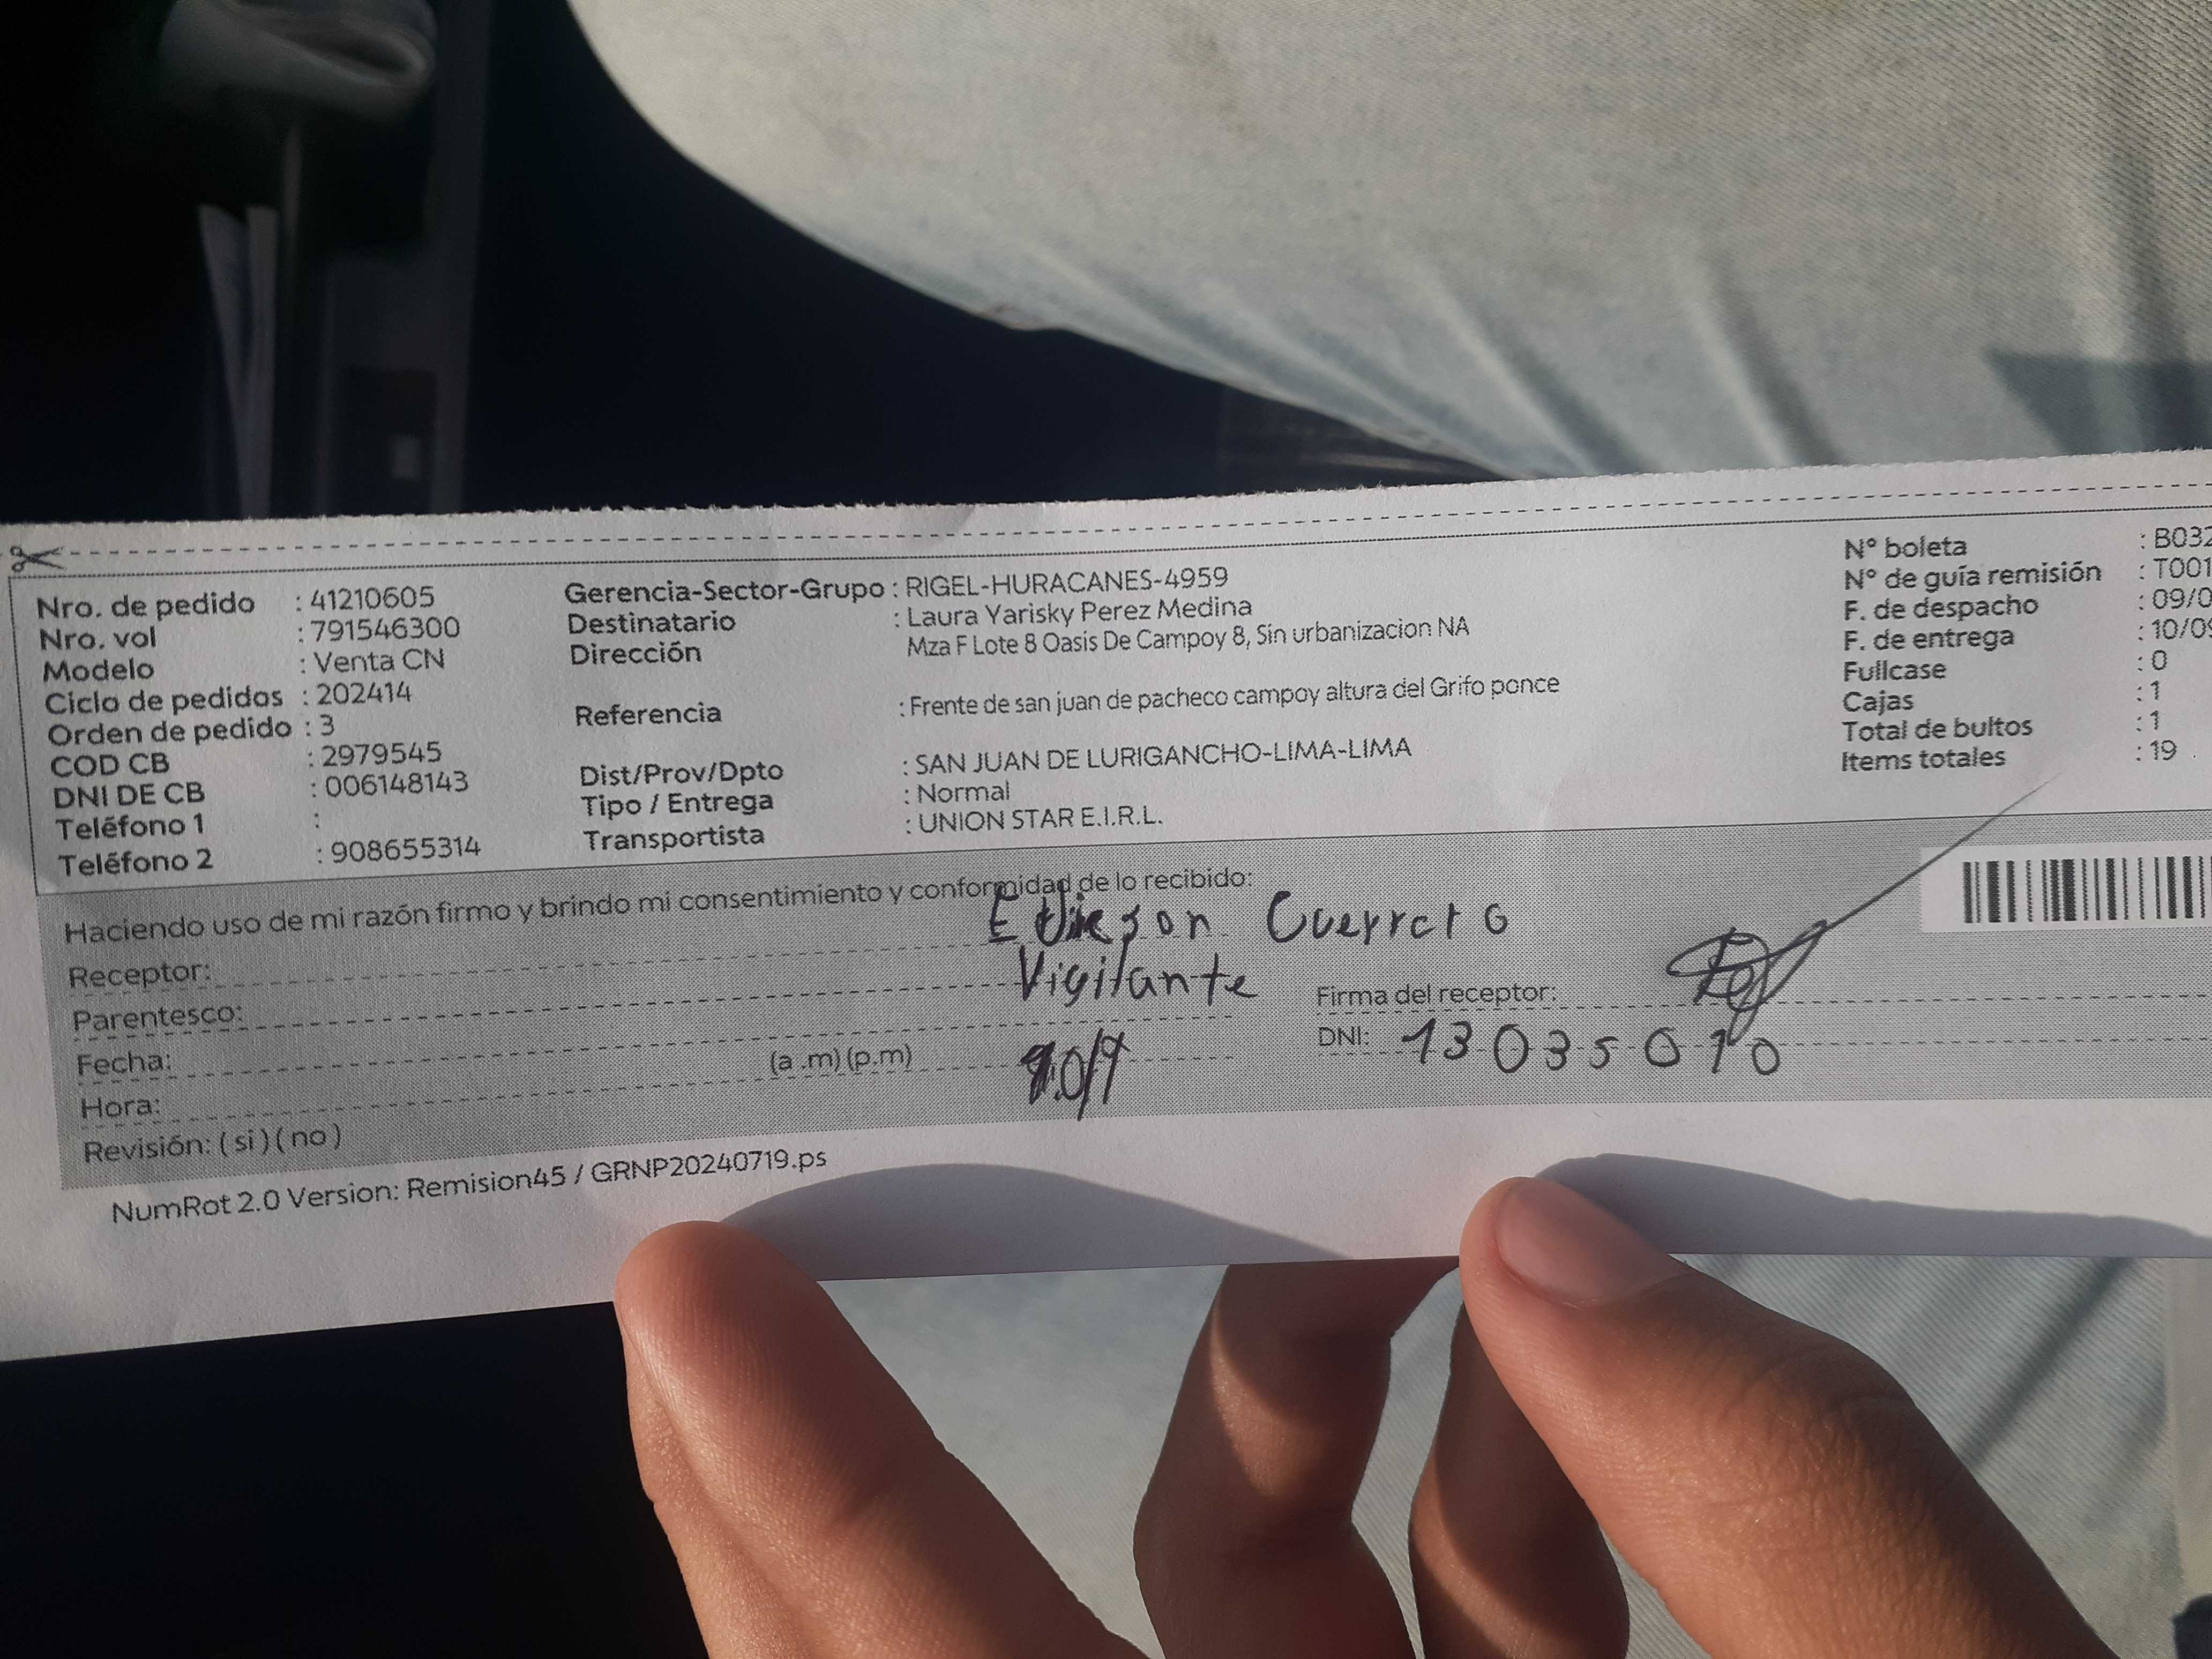 Nro. de pedido : 41210605
Nro. vol : 791546300
Modelo : Venta CN
Ciclo de pedidos : 202414
Orden de pedido : 3
COD CB : 2979545
DNI DE CB : 006148143
Teléfono 1 :
Teléfono 2 : 908655314
Gerencia-Sector-Grupo : RIGEL-HURACANES-4959
Destinatario : Laura Yarisky Perez Medina
Dirección Mza F Lote 8 Oasis De Campoy 8, Sin urbanizacion NA
Referencia : Frente de san juan de pacheco campoy altura del Grifo ponce
Dist/Prov/Dpto : SAN JUAN DE LURIGANCHO-LIMA-LIMA
Tipo / Entrega : Normal
Transportista : UNION STAR E.I.R.L.
N° boleta : B032
N° de guía remisión : T001
F. de despacho : 09/0
F. de entrega : 10/09
Fullcase : 0
Cajas : 1
Total de bultos : 1
Items totales : 19
Haciendo uso de mi razón firmo y brindo mi consentimiento y conformidad de lo recibido:
Receptor:
Parentesco: Vigilante
Fecha:
Hora: (a .m) (p.m)
Revisión: ( si ) ( no )
Firma del receptor:
DNI: 13035010
NumRot 2.0 Version: Remision45 / GRNP20240719.ps